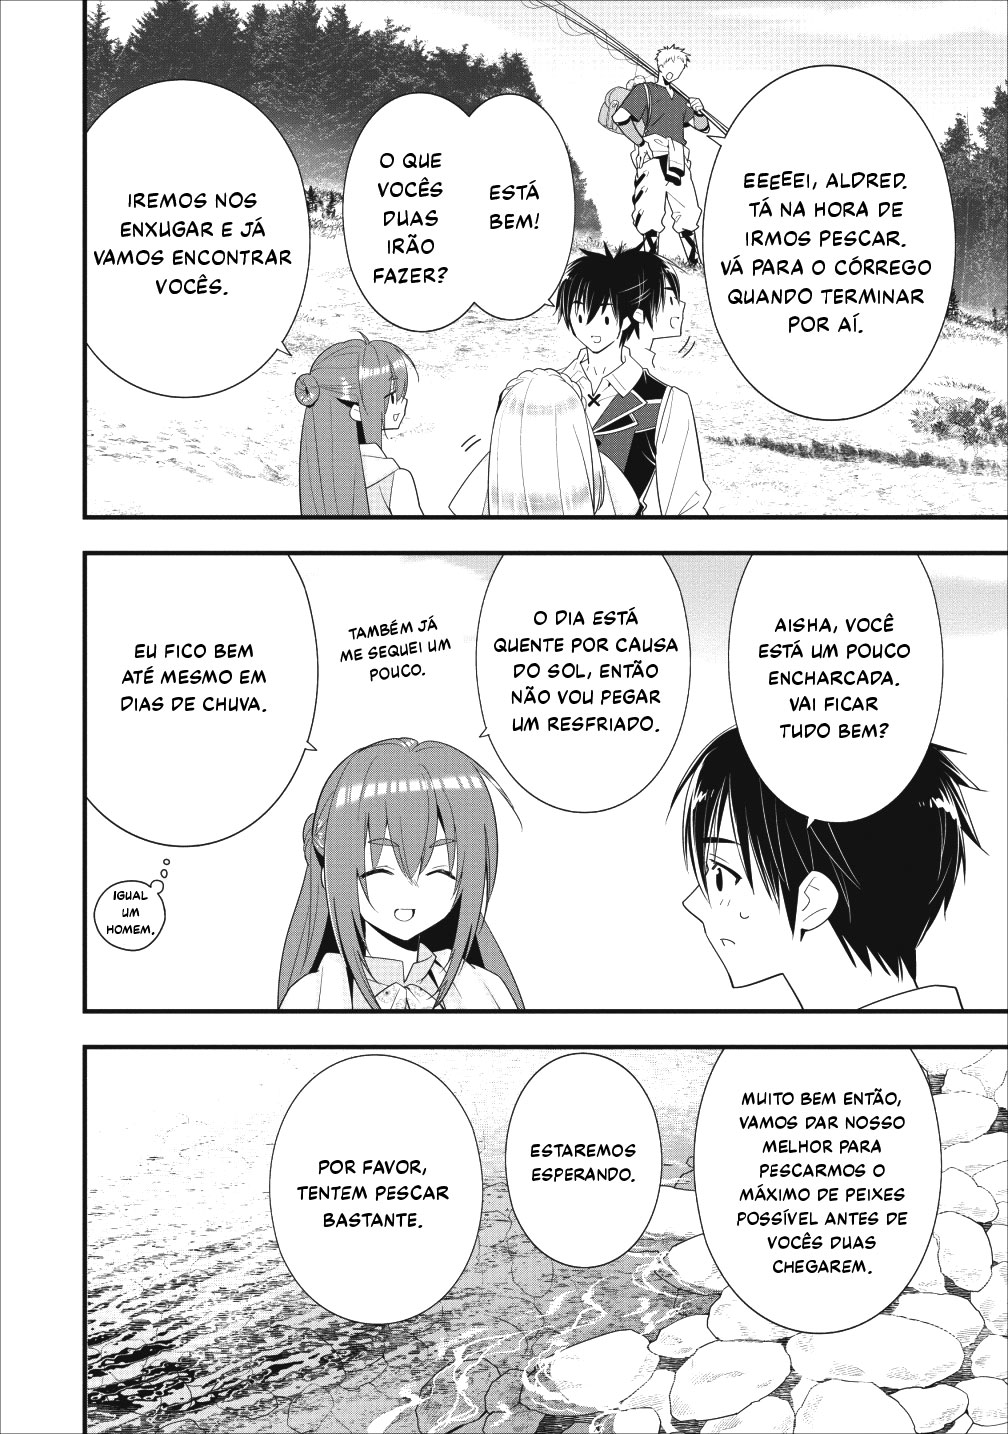 EEEEEI, ALDRED.
TÁ NA HORA DE
IRMOS PESCAR.
VÁ PARA O CÓRREGO
QUANDO TERMINAR
POR AÍ.
ESTÁ
BEM!
O QUE
VOCÊS
DUAS
IRÃO
FAZER?
IREMOS NOS
ENXUGAR E JÁ
VAMOS ENCONTRAR
VOCÊS.
AISHA, VOCÊ
ESTÁ UM POUCO
ENCHARCADA.
VAI FICAR
TUDO BEM?
O DIA ESTÁ
QUENTE POR CAUSA
DO SOL, ENTÃO
NÃO VOU PEGAR
UM RESFRIADO.
TAMBÉM JÁ
ME SEQUEI UM
POUCO.
EU FICO BEM
ATÉ MESMO EM
DIAS DE CHUVA.
IGUAL
UM
HOMEM.
MUITO BEM ENTÃO,
VAMOS DAR NOSSO
MELHOR PARA
PESCARMOS O
MÁXIMO DE PEIXES
POSSÍVEL ANTES DE
VOCÊS DUAS
CHEGAREM.
ESTAREMOS
ESPERANDO.
POR FAVOR,
TENTEM PESCAR
BASTANTE.